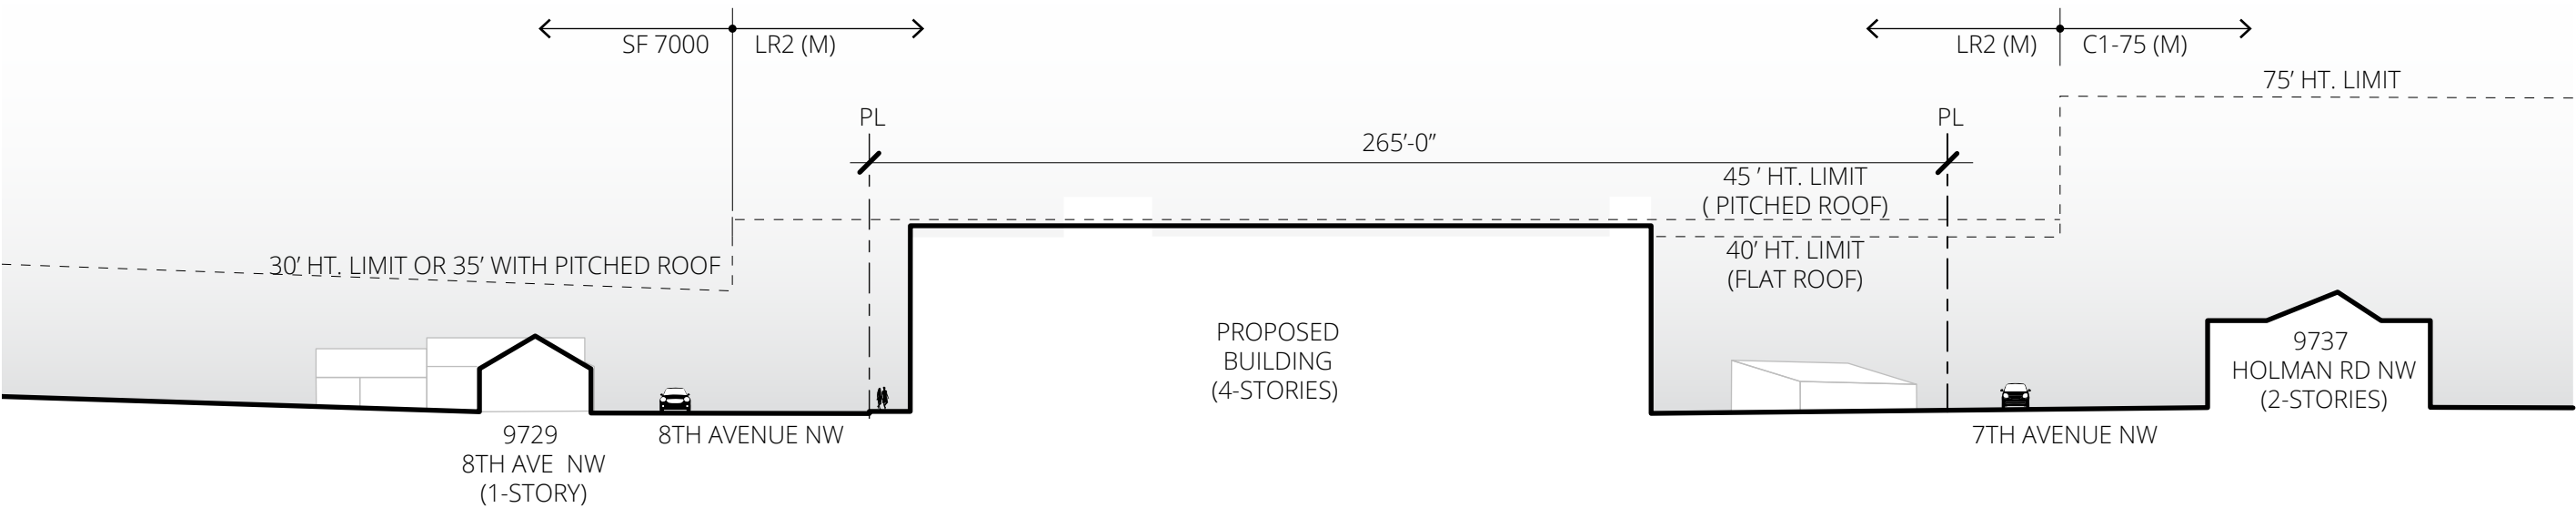 SF 7000
LR2 (M)
LR2 (M)
C1-75 (M)
75’ HT. LIMIT
PL
PL
265’-0”
45 ’ HT. LIMIT
( PITCHED ROOF)
40’ HT. LIMIT
(FLAT ROOF)
30’ HT. LIMIT OR 35’ WITH PITCHED ROOF
PROPOSED
BUILDING
(4-STORIES)
9737
HOLMAN RD NW
(2-STORIES)
9729
8TH AVE  NW
(1-STORY)
8TH AVENUE NW
7TH AVENUE NW